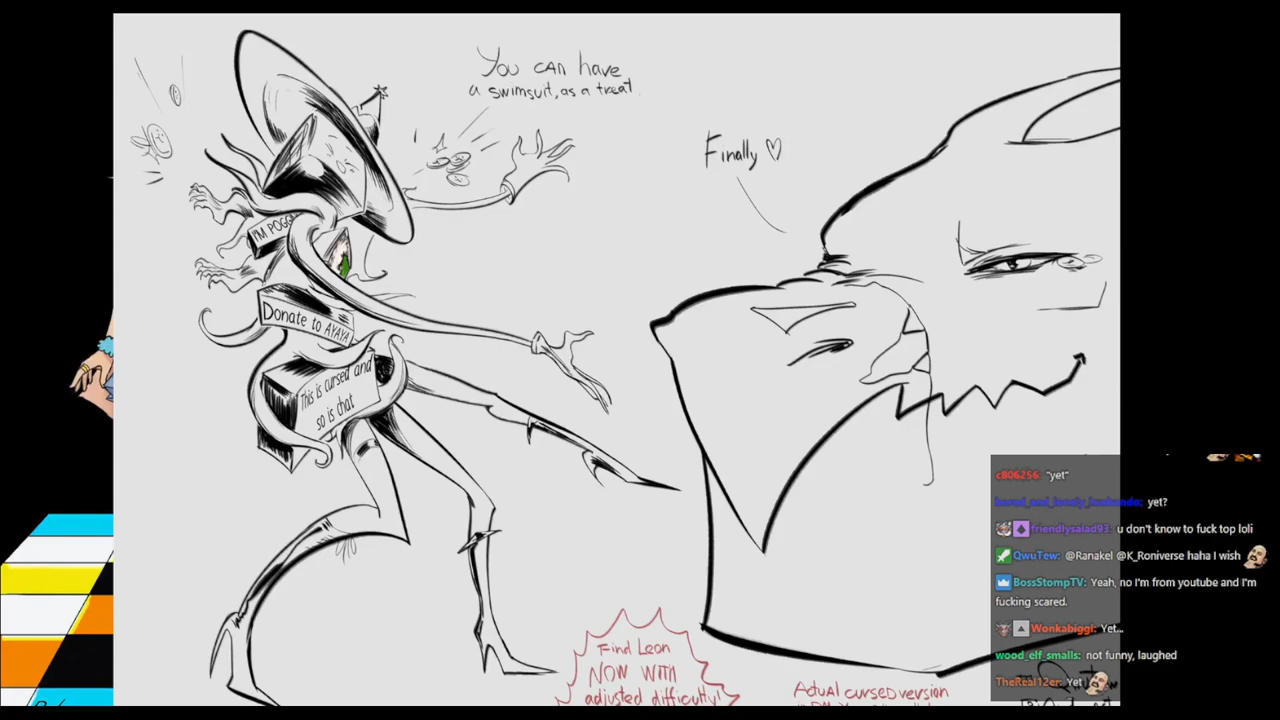 You can have
a swimsuit, as a treat.
Finally ♡
I'M POGG
Donate to AYAYA
This is cursed and
so is chat
Find Leon
NOW WITH
adjusted difficulty!
Actual cursed version
c806256: "yet"
yet?
friendlysalad93: u don't know to fuck top loli
QwuTew: @Ranakel @K_Roniverse haha I wish
BossStompTV: Yeah, no I'm from youtube and I'm
fucking scared.
Wonkabiggi: Yet...
wood_elf_smalls: not funny, laughed
TheReal12er: Yet